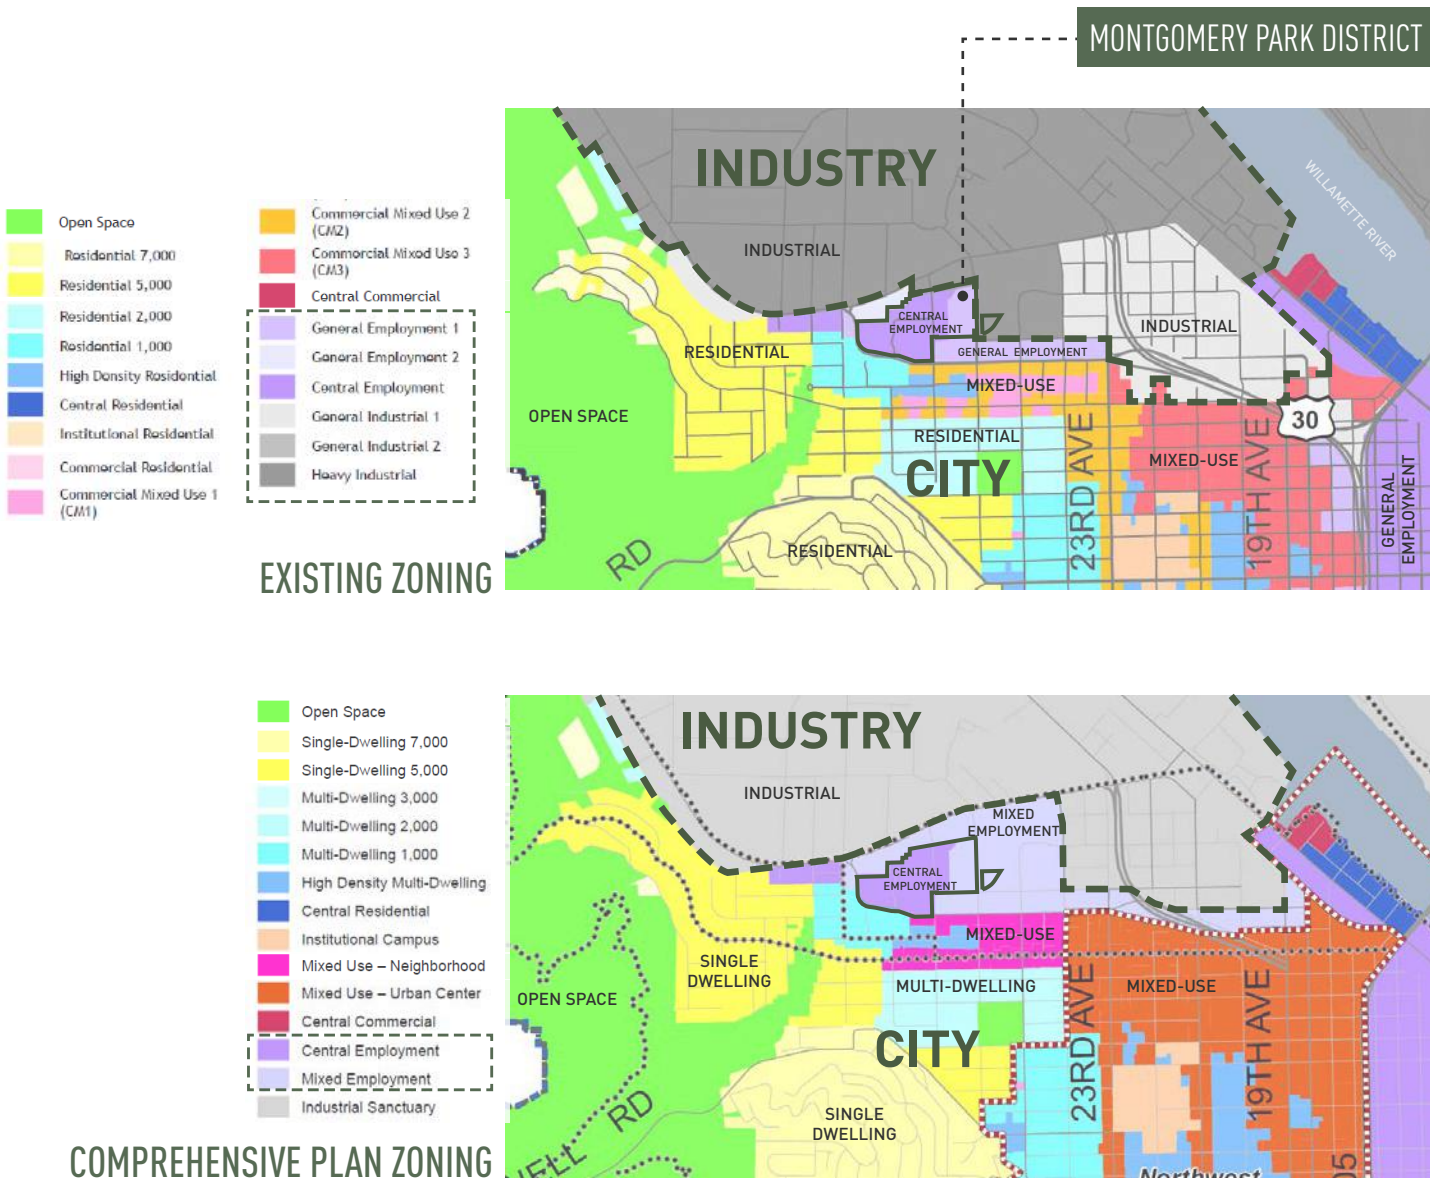 MONTGOMERY PARK DISTRICT
Open Space
Residential 7,000
Residential 5,000
Residential 2,000
Residential 1,000
High Density Residential
Central Residential
Institutional Residential
Commercial Residential
Commercial Mixed Use 1
(CM1)
Commercial Mixed Use 2
(CM2)
Commercial Mixed Use 3
(CM3)
Central Commercial
General Employment 1
General Employment 2
Central Employment
General Industrial 1
General Industrial 2
Heavy Industrial
EXISTING ZONING
INDUSTRY
WILLAMETTE RIVER
INDUSTRIAL
CENTRAL
EMPLOYMENT
INDUSTRIAL
RESIDENTIAL
GENERAL EMPLOYMENT
MIXED-USE
OPEN SPACE
30
RESIDENTIAL
CITY
23RD AVE
MIXED-USE
19TH AVE
GENERAL
EMPLOYMENT
RD
RESIDENTIAL
Open Space
Single-Dwelling 7,000
Single-Dwelling 5,000
Multi-Dwelling 3,000
Multi-Dwelling 2,000
Multi-Dwelling 1,000
High Density Multi-Dwelling
Central Residential
Institutional Campus
Mixed Use – Neighborhood
Mixed Use – Urban Center
Central Commercial
Central Employment
Mixed Employment
Industrial Sanctuary
COMPREHENSIVE PLAN ZONING
INDUSTRY
INDUSTRIAL
MIXED
EMPLOYMENT
CENTRAL
EMPLOYMENT
MIXED-USE
SINGLE
DWELLING
OPEN SPACE
MULTI-DWELLING
MIXED-USE
CITY
23RD AVE
19TH AVE
RD
SINGLE
DWELLING
Northwest
05